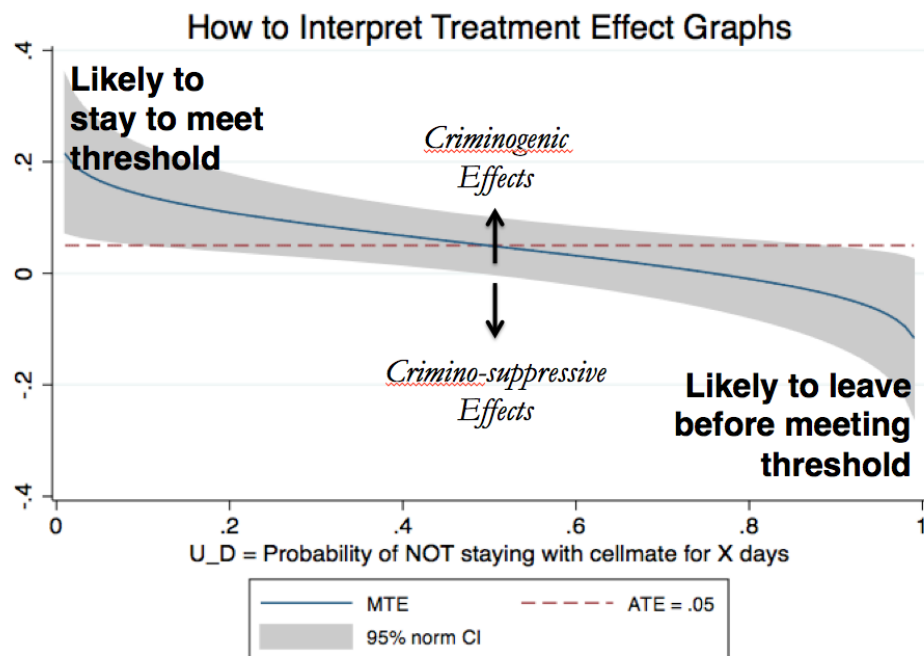 How to Interpret Treatment Effect Graphs
.4
.2
0
-.2
-.4
Likely to
stay to meet
threshold
Criminogenic
Effects
Crimino-suppressive
Effects
Likely to leave
before meeting
threshold
0 .2 .4 .6 .8 1
U_D = Probability of NOT staying with cellmate for X days
MTE ATE = .05
95% norm CI